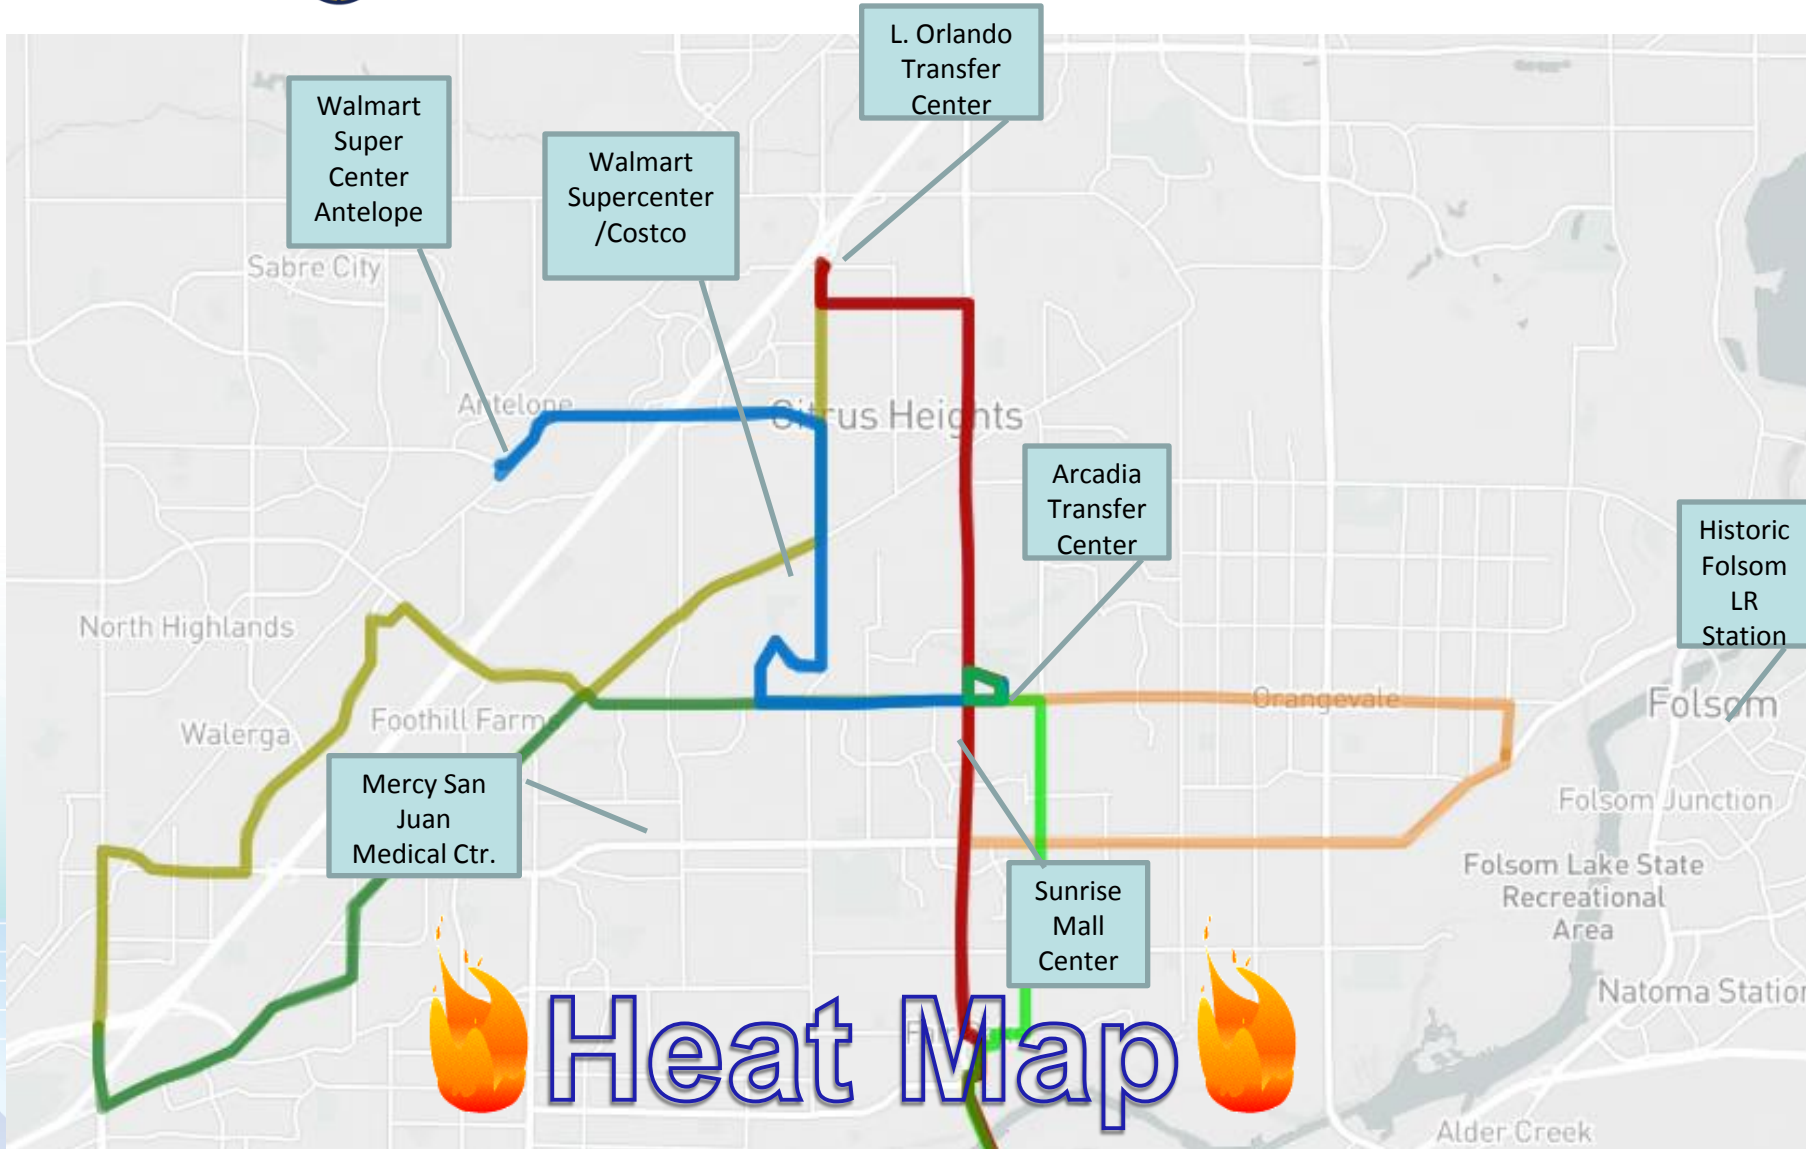 L. Orlando
Transfer
Center
Walmart
Super
Center
Antelope
Walmart
Supercenter
/Costco
Sabre City
Antelope
Citrus Heights
Arcadia
Transfer
Center
Historic
Folsom
LR
Station
North Highlands
Walerga
Foothill Farms
Orangevale
Folsom
Mercy San
Juan
Medical Ctr.
Folsom Junction
Sunrise
Mall
Center
Folsom Lake State
Recreational
Area
Natoma Station
Heat Map
Alder Creek